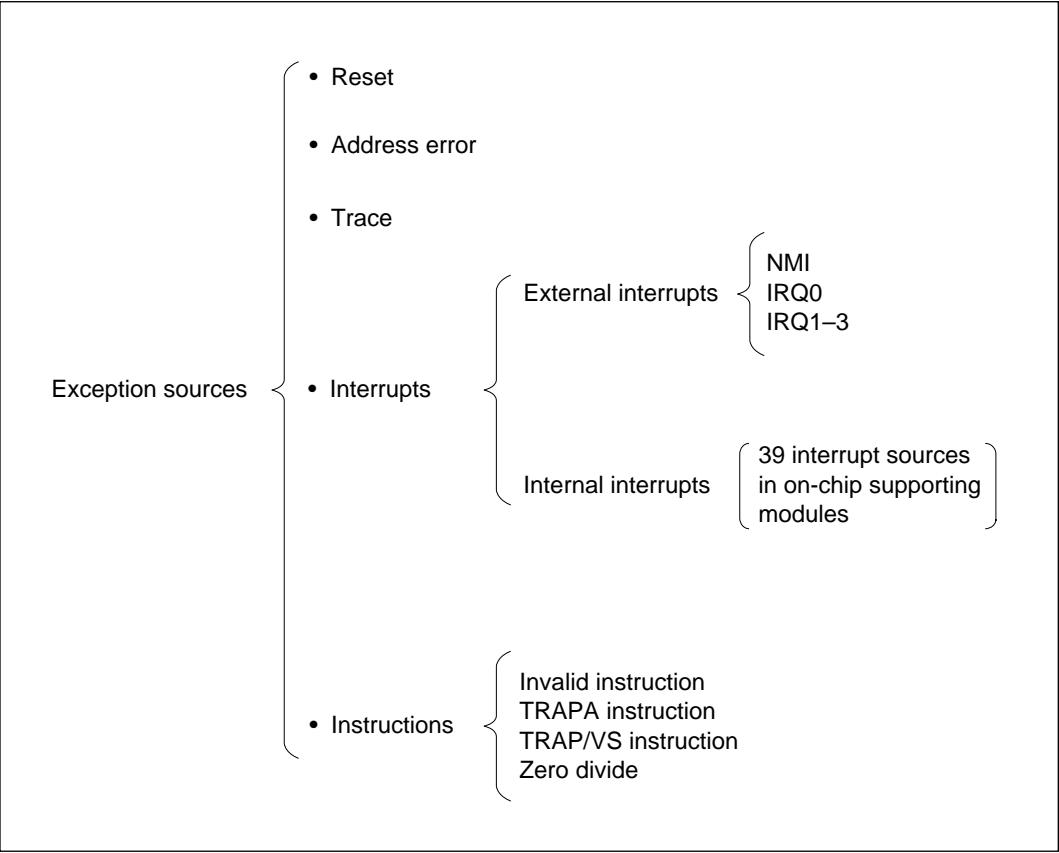 • Reset
• Address error
• Trace
Exception sources
• Interrupts
External interrupts
NMI
IRQ0
IRQ1–3
Internal interrupts
39 interrupt sources
in on-chip supporting
modules
• Instructions
Invalid instruction
TRAPA instruction
TRAP/VS instruction
Zero divide